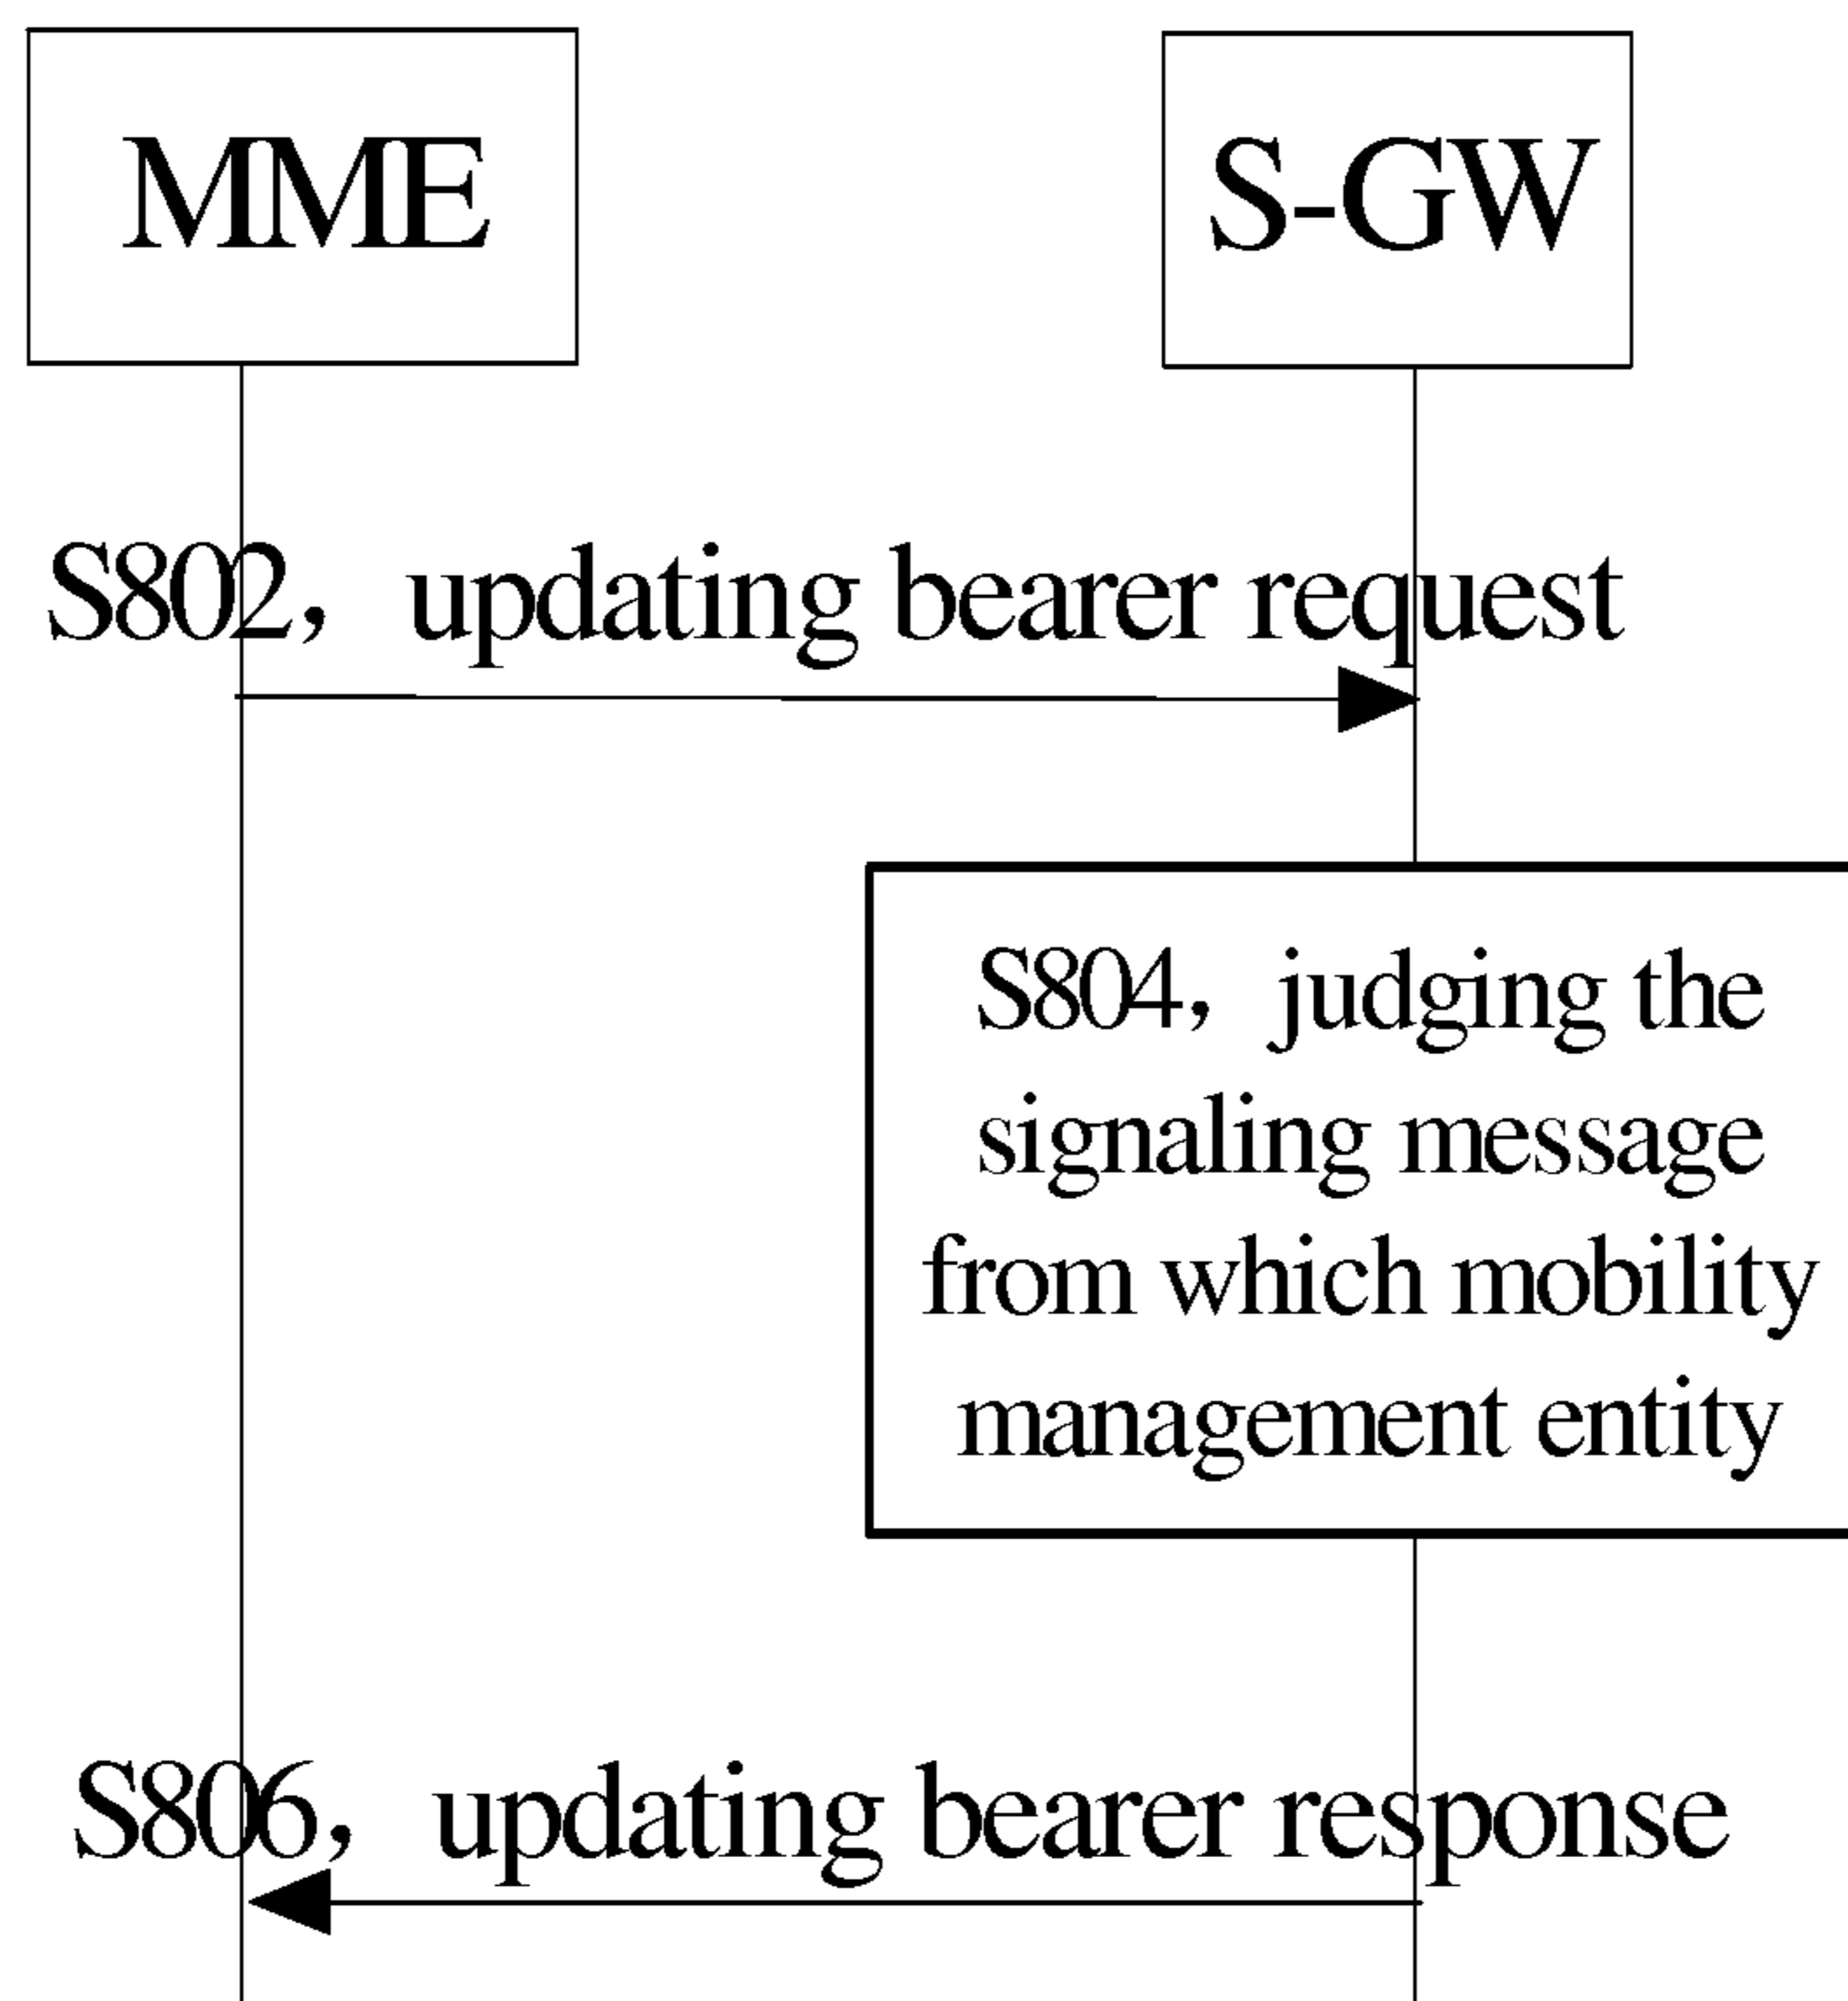 MME
S-GW
S802, updating bearer request
S804, judging the
signaling message
from which mobility
management entity
S806, updating bearer response